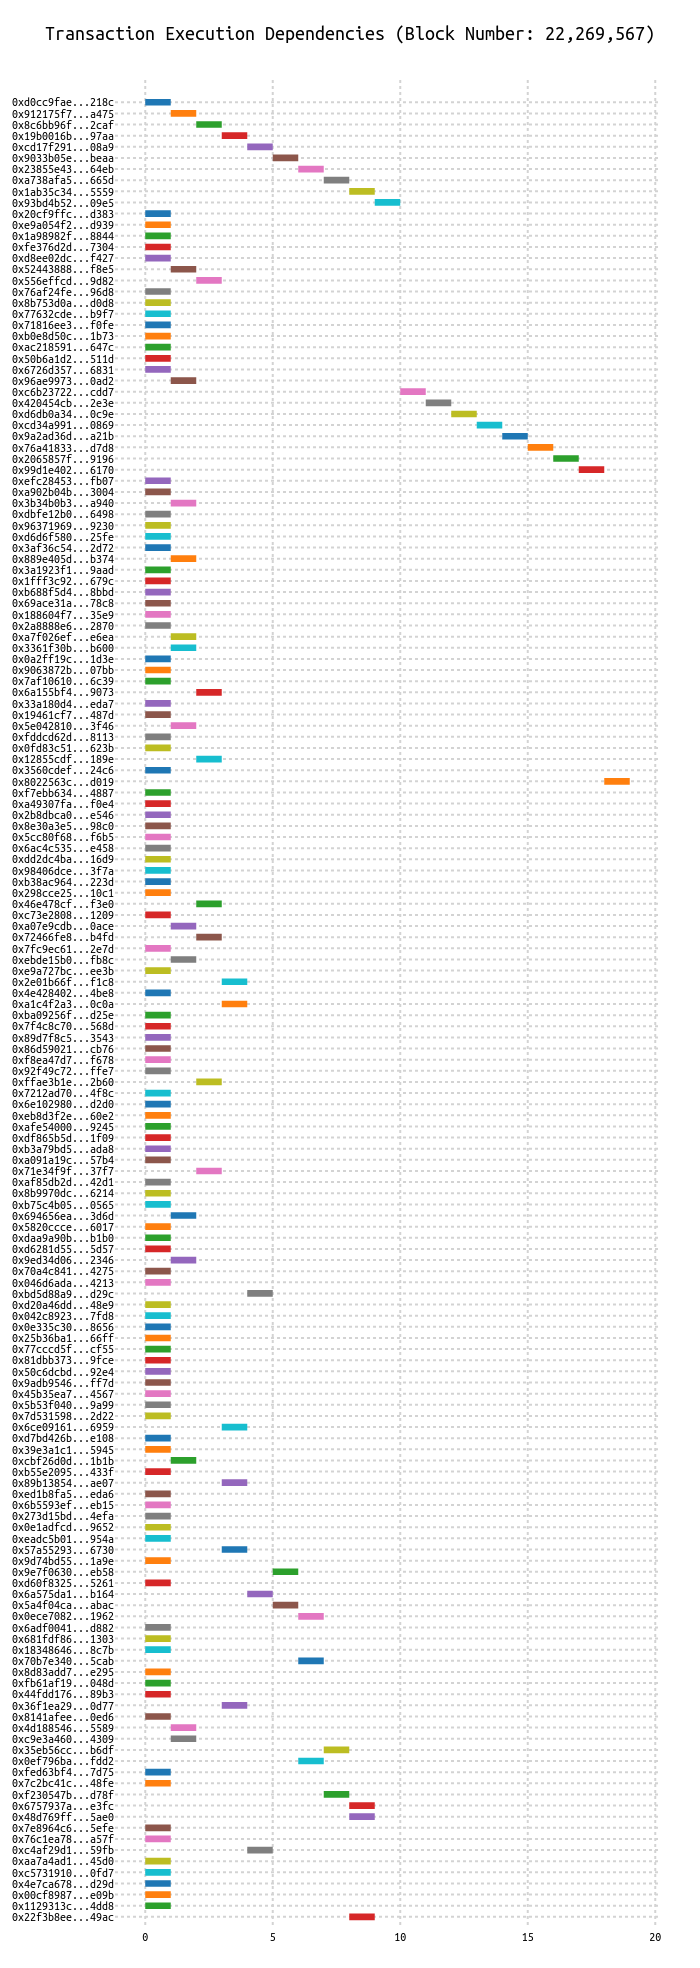 Transaction Execution Dependencies (Block Number: 22,269,567)
0xd0cc9fae...218c
0x912175f7...a475
0x8c6bb96f...2caf
0x19b0016b...97aa
0xcd17f291...08a9
0x9033b05e...beaa
0x23855e43...64eb
0xa738afa5...665d
0x1ab35c34...5559
0x93bd4b52...09e5
0x20cf9ffc...d383
0xe9a054f2...d939
0x1a98982f...8844
0xfe376d2d...7304
0xd8ee02dc...f427
0x52443888...f8e5
0x556effcd...9d82
0x76af24fe...96d8
0x8b753d0a...d0d8
0x77632cde...b9f7
0x71816ee3...f0fe
0xb0e8d50c...1b73
0xac218591...647c
0x50b6a1d2...511d
0x6726d357...6831
0x96ae9973...0ad2
0xc6b23722...cdd7
0x420454cb...2e3e
0xd6db0a34...0c9e
0xcd34a991...0869
0x9a2ad36d...a21b
0x76a41833...d7d8
0x2065857f...9196
0x99d1e402...6170
0xefc28453...fb07
0xa902b04b...3004
0x3b34b0b3...a940
0xdbfe12b0...6498
0x96371969...9230
0xd6d6f580...25fe
0x3af36c54...2d72
0x889e405d...b374
0x3a1923f1...9aad
0x1fff3c92...679c
0xb688f5d4...8bbd
0x69ace31a...78c8
0x188604f7...35e9
0x2a8888e6...2870
0xa7f026ef...e6ea
0x3361f30b...b600
0x0a2ff19c...1d3e
0x9063872b...07bb
0x7af10610...6c39
0x6a155bf4...9073
0x33a180d4...eda7
0x19461cf7...487d
0x5e042810...3f46
0xfddcd62d...8113
0x0fd83c51...623b
0x12855cdf...189e
0x3560cdef...24c6
0x8022563c...d019
0xf7ebb634...4887
0xa49307fa...f0e4
0x2b8dbca0...e546
0x8e30a3e5...98c0
0x5cc80f68...f6b5
0x6ac4c535...e458
0xdd2dc4ba...16d9
0x98406dce...3f7a
0xb38ac964...223d
0x298cce25...10c1
0x46e478cf...f3e0
0xc73e2808...1209
0xa07e9cdb...0ace
0x72466fe8...b4fd
0x7fc9ec61...2e7d
0xebde15b0...fb8c
0xe9a727bc...ee3b
0x2e01b66f...f1c8
0x4e428402...4be8
0xa1c4f2a3...0c0a
0xba09256f...d25e
0x7f4c8c70...568d
0x89d7f8c5...3543
0x86d59021...cb76
0xf8ea47d7...f678
0x92f49c72...ffe7
0xffae3b1e...2b60
0x7212ad70...4f8c
0x6e102980...d2d0
0xeb8d3f2e...60e2
0xafe54000...9245
0xdf865b5d...1f09
0xb3a79bd5...ada8
0xa091a19c...57b4
0x71e34f9f...37f7
0xaf85db2d...42d1
0x8b9970dc...6214
0xb75c4b05...0565
0x694656ea...3d6d
0x5820ccce...6017
0xdaa9a90b...b1b0
0xd6281d55...5d57
0x9ed34d06...2346
0x70a4c841...4275
0x046d6ada...4213
0xbd5d88a9...d29c
0xd20a46dd...48e9
0x042c8923...7fd8
0x0e335c30...8656
0x25b36ba1...66ff
0x77cccd5f...cf55
0x81dbb373...9fce
0x50c6dcbd...92e4
0x9adb9546...ff7d
0x45b35ea7...4567
0x5b53f040...9a99
0x7d531598...2d22
0x6ce09161...6959
0xd7bd426b...e108
0x39e3a1c1...5945
0xcbf26d0d...1b1b
0xb55e2095...433f
0x89b13854...ae07
0xed1b8fa5...eda6
0x6b5593ef...eb15
0x273d15bd...4efa
0x0e1adfcd...9652
0xeadc5b01...954a
0x57a55293...6730
0x9d74bd55...1a9e
0x9e7f0630...eb58
0xd60f8325...5261
0x6a575da1...b164
0x5a4f04ca...abac
0x0ece7082...1962
0x6adf0041...d882
0x681fdf86...1303
0x18348646...8c7b
0x70b7e340...5cab
0x8d83add7...e295
0xfb61af19...048d
0x44fdd176...89b3
0x36f1ea29...0d77
0x8141afee...0ed6
0x4d188546...5589
0xc9e3a460...4309
0x35eb56cc...b6df
0x0ef796ba...fdd2
0xfed63bf4...7d75
0x7c2bc41c...48fe
0xf230547b...d78f
0x6757937a...e3fc
0x48d769ff...5ae0
0x7e8964c6...5efe
0x76c1ea78...a57f
0xc4af29d1...59fb
0xaa7a4ad1...45d0
0xc5731910...0fd7
0x4e7ca678...d29d
0x00cf8987...e09b
0x1129313c...4dd8
0x22f3b8ee...49ac
0 5 10 15 20